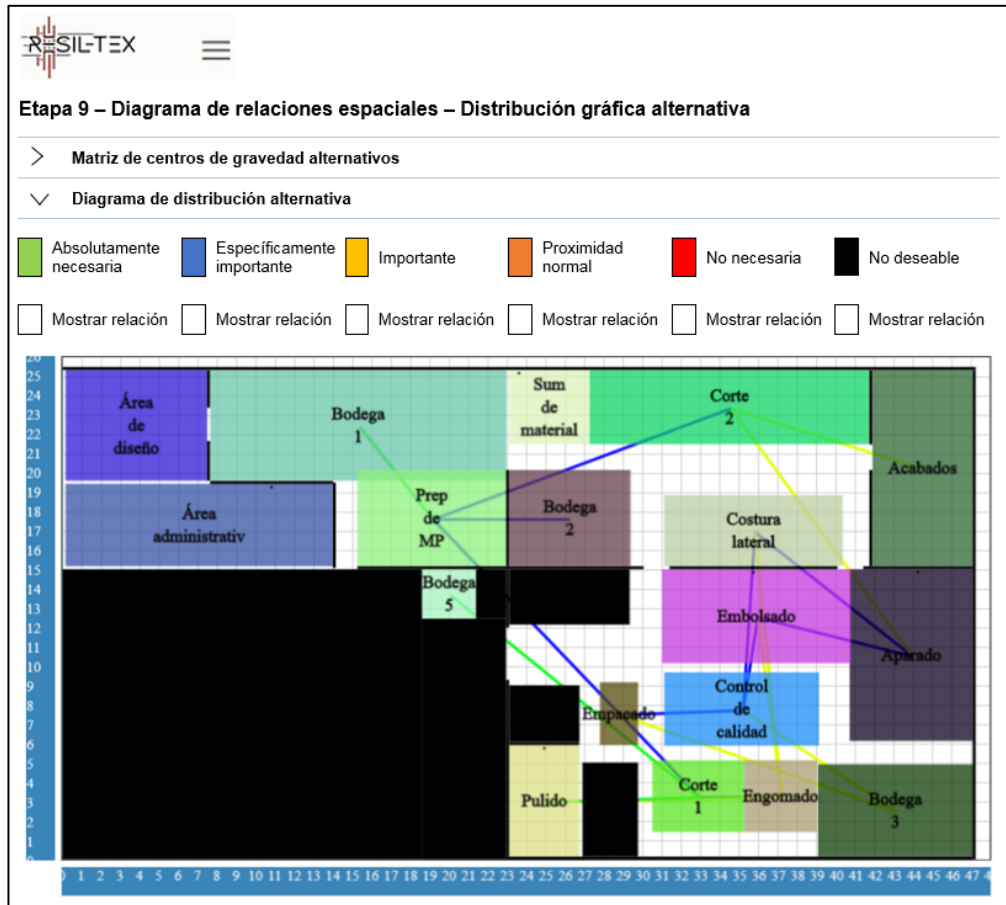 RESIL-TEX
Etapa 9 – Diagrama de relaciones espaciales – Distribución gráfica alternativa
Matriz de centros de gravedad alternativos
Diagrama de distribución alternativa
Absolutamente necesaria
Específicamente importante
Importante
Proximidad normal
No necesaria
No deseable
Mostrar relación
Mostrar relación
Mostrar relación
Mostrar relación
Mostrar relación
Mostrar relación
25
24
23
22
21
20
19
18
17
16
15
14
13
12
11
10
9
8
7
6
5
4
3
2
1
Área
de
diseño
Bodega
1
Sum
de
material
Corte
2
Acabados
Área
administrativ
Prep
de
MP
Bodega
2
Costura
lateral
Bodega
5
Embolsado
Aparado
Empacado
Control
de
calidad
Pulido
Corte
1
Engomado
Bodega
3
1 2 3 4 5 6 7 8 9 10 11 12 13 14 15 16 17 18 19 20 21 22 23 24 25 26 27 28 29 30 31 32 33 34 35 36 37 38 39 40 41 42 43 44 45 46 47